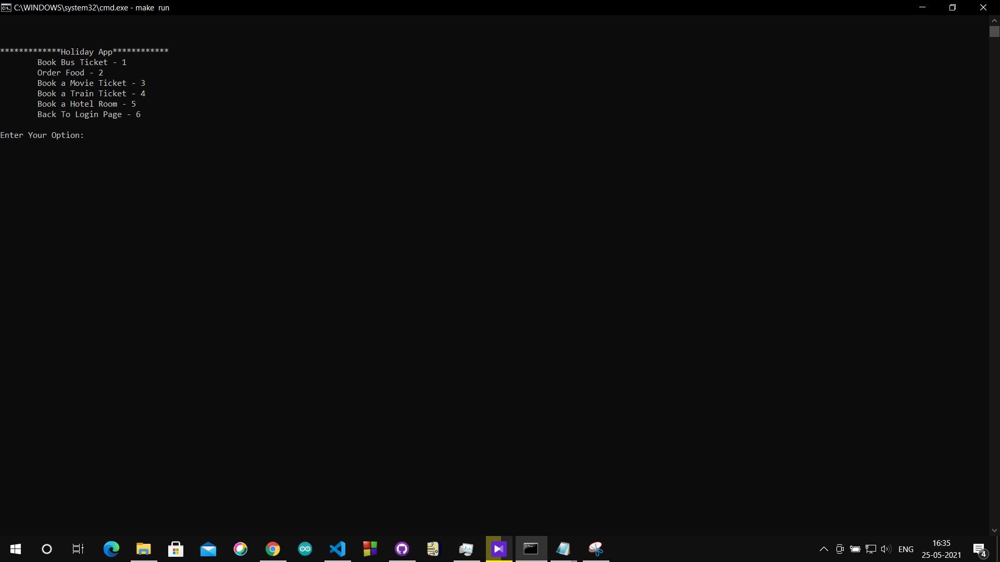 C:\WINDOWS\system32\cmd.exe - make  run
*************Holiday App************
Book Bus Ticket - 1
Order Food - 2
Book a Movie Ticket - 3
Book a Train Ticket - 4
Book a Hotel Room - 5
Back To Login Page - 6
Enter Your Option:
ENG
16:35
25-05-2021
4